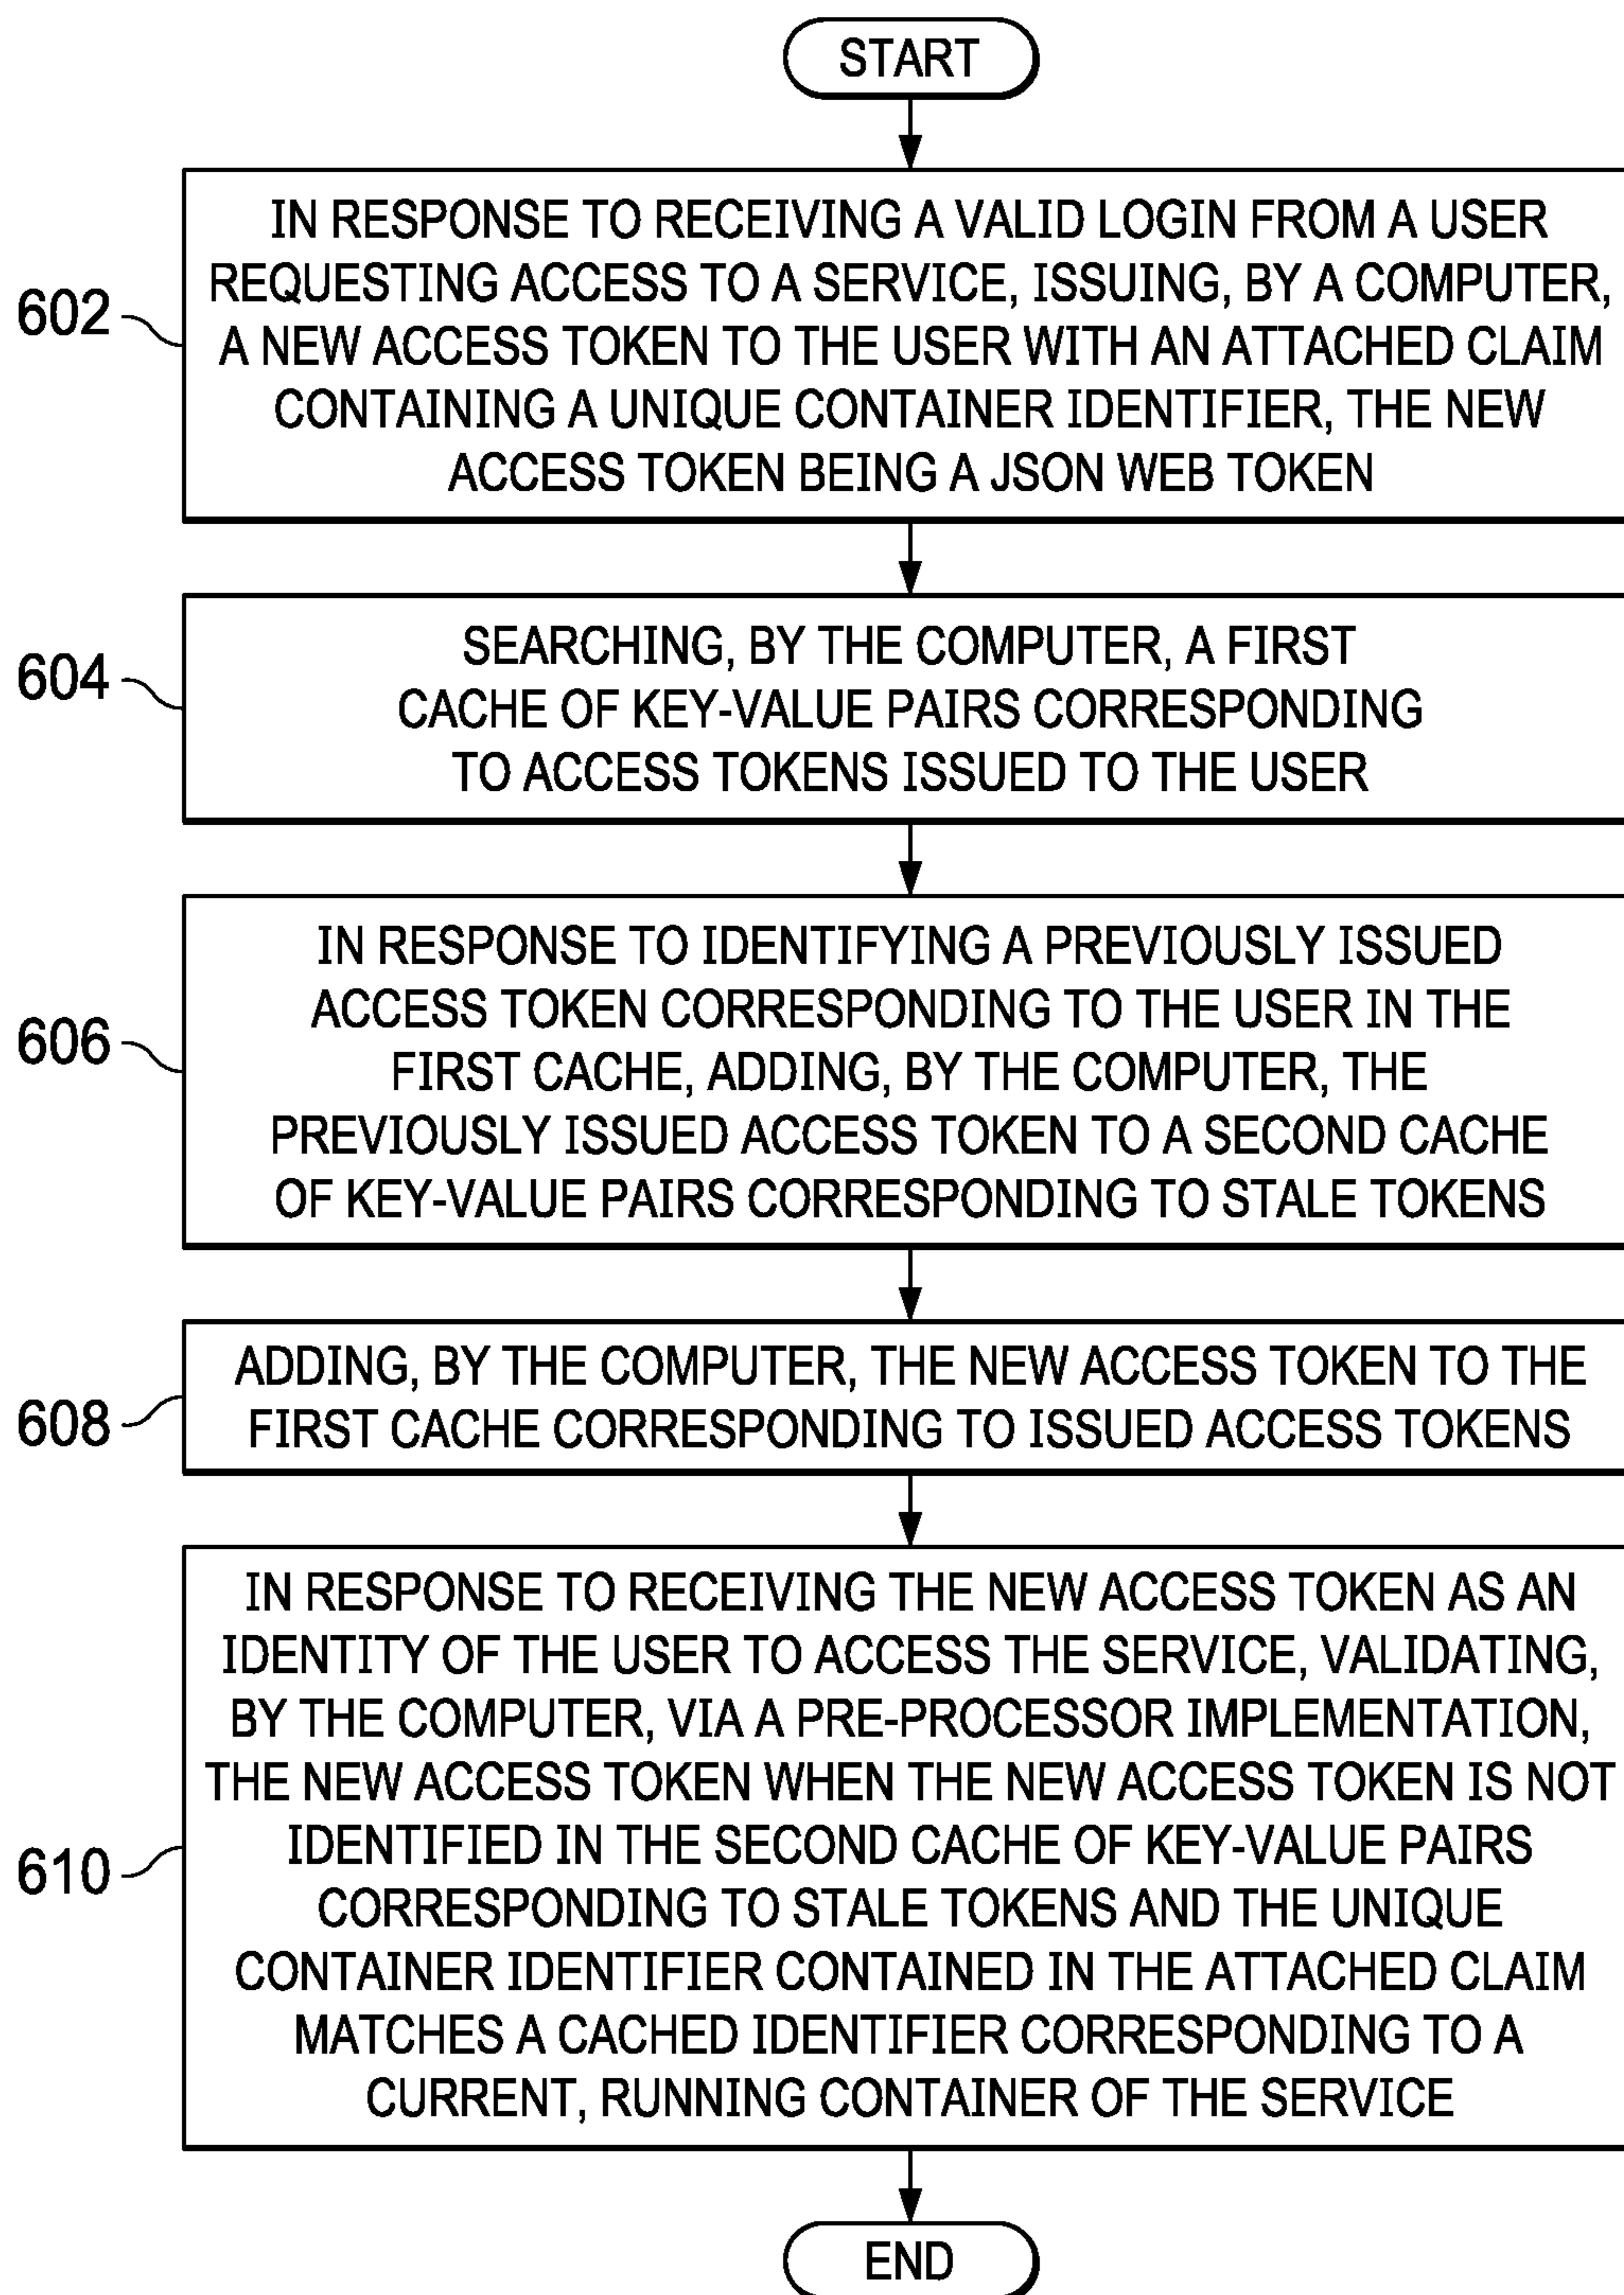 START
602
IN RESPONSE TO RECEIVING A VALID LOGIN FROM A USER
REQUESTING ACCESS TO A SERVICE, ISSUING, BY A COMPUTER,
A NEW ACCESS TOKEN TO THE USER WITH AN ATTACHED CLAIM
CONTAINING A UNIQUE CONTAINER IDENTIFIER, THE NEW
ACCESS TOKEN BEING A JSON WEB TOKEN
604
SEARCHING, BY THE COMPUTER, A FIRST
CACHE OF KEY-VALUE PAIRS CORRESPONDING
TO ACCESS TOKENS ISSUED TO THE USER
606
IN RESPONSE TO IDENTIFYING A PREVIOUSLY ISSUED
ACCESS TOKEN CORRESPONDING TO THE USER IN THE
FIRST CACHE, ADDING, BY THE COMPUTER, THE
PREVIOUSLY ISSUED ACCESS TOKEN TO A SECOND CACHE
OF KEY-VALUE PAIRS CORRESPONDING TO STALE TOKENS
608
ADDING, BY THE COMPUTER, THE NEW ACCESS TOKEN TO THE
FIRST CACHE CORRESPONDING TO ISSUED ACCESS TOKENS
610
IN RESPONSE TO RECEIVING THE NEW ACCESS TOKEN AS AN
IDENTITY OF THE USER TO ACCESS THE SERVICE, VALIDATING,
BY THE COMPUTER, VIA A PRE-PROCESSOR IMPLEMENTATION,
THE NEW ACCESS TOKEN WHEN THE NEW ACCESS TOKEN IS NOT
IDENTIFIED IN THE SECOND CACHE OF KEY-VALUE PAIRS
CORRESPONDING TO STALE TOKENS AND THE UNIQUE
CONTAINER IDENTIFIER CONTAINED IN THE ATTACHED CLAIM
MATCHES A CACHED IDENTIFIER CORRESPONDING TO A
CURRENT, RUNNING CONTAINER OF THE SERVICE
END